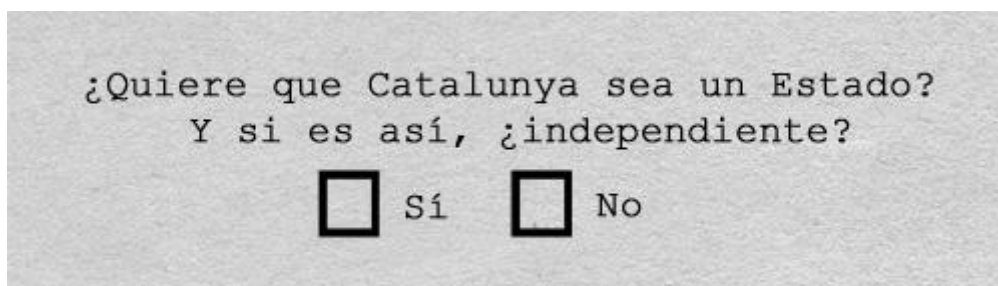 ¿Quiere que Catalunya sea un Estado?
Y si es así, ¿independiente?
Sí No